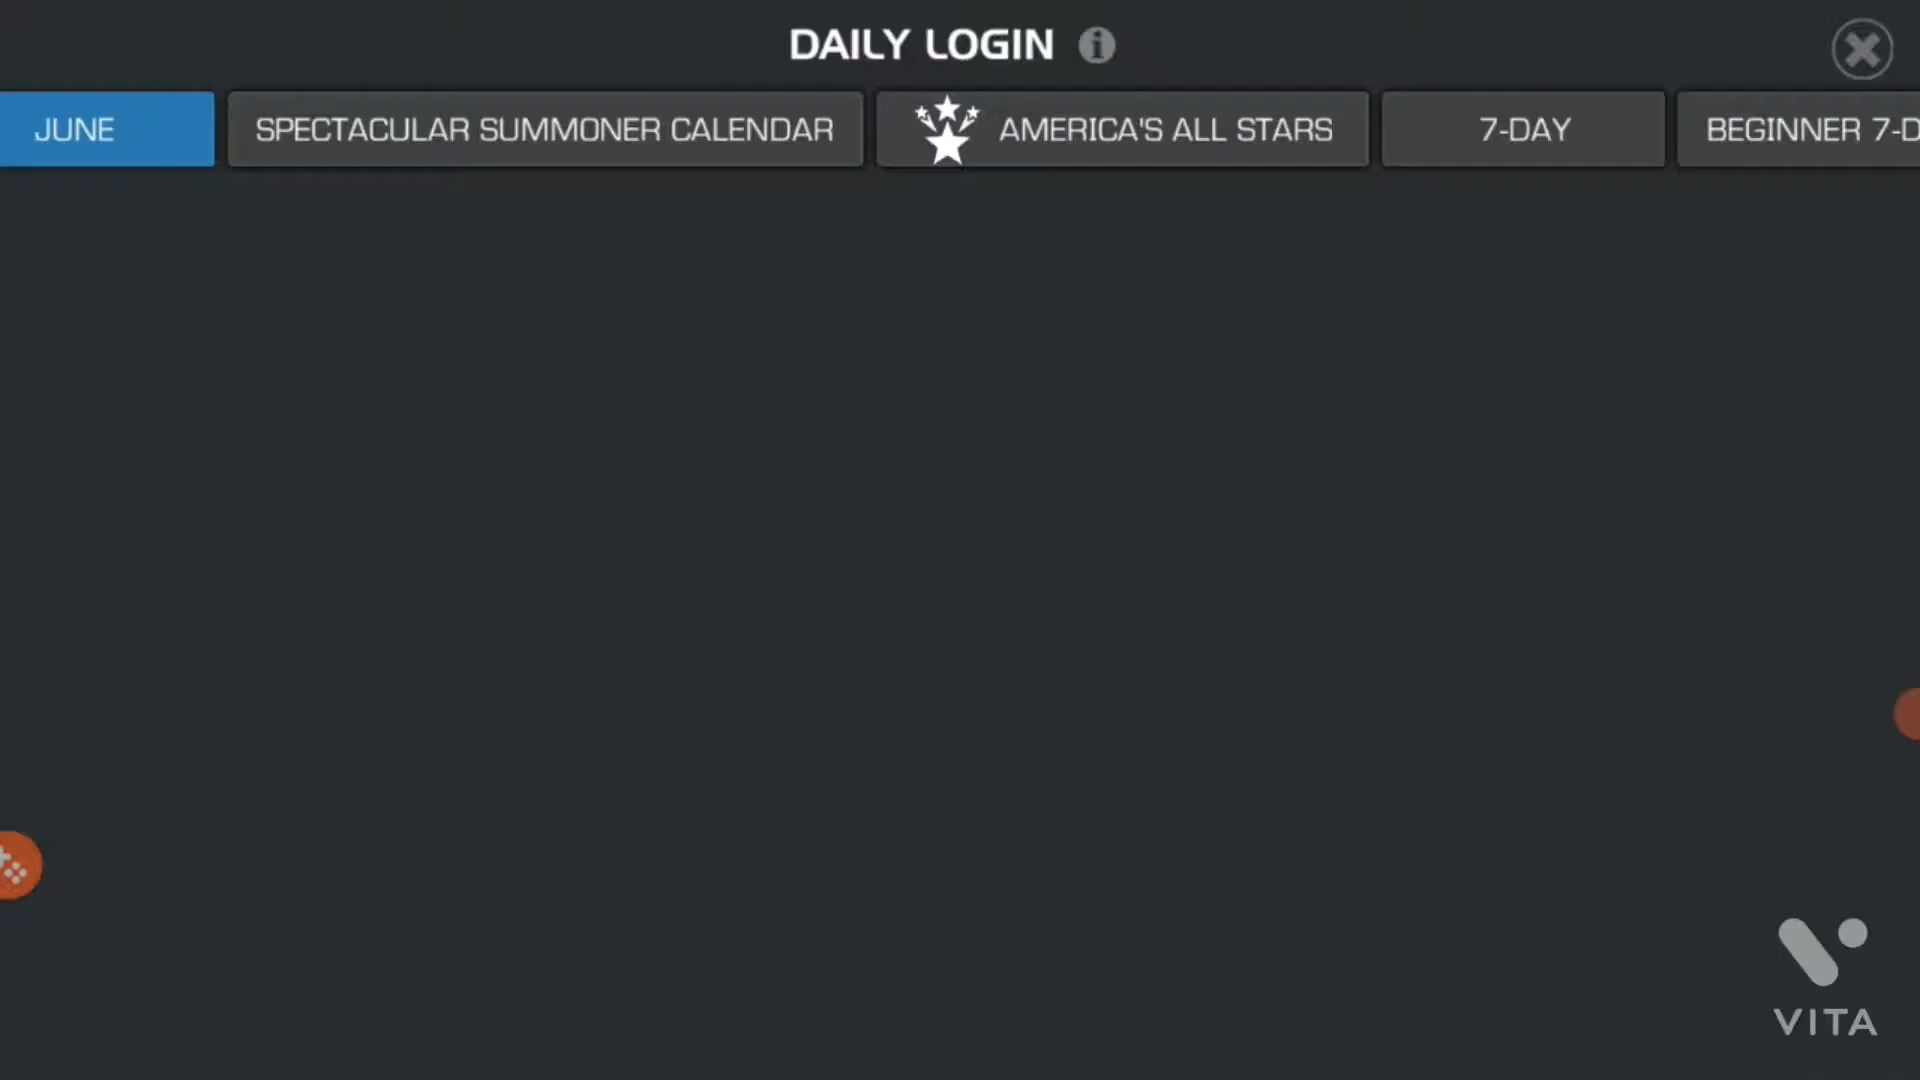 DAILY LOGIN
JUNE
SPECTACULAR SUMMONER CALENDAR
AMERICA'S ALL STARS
7-DAY
BEGINNER 7-D
VITA